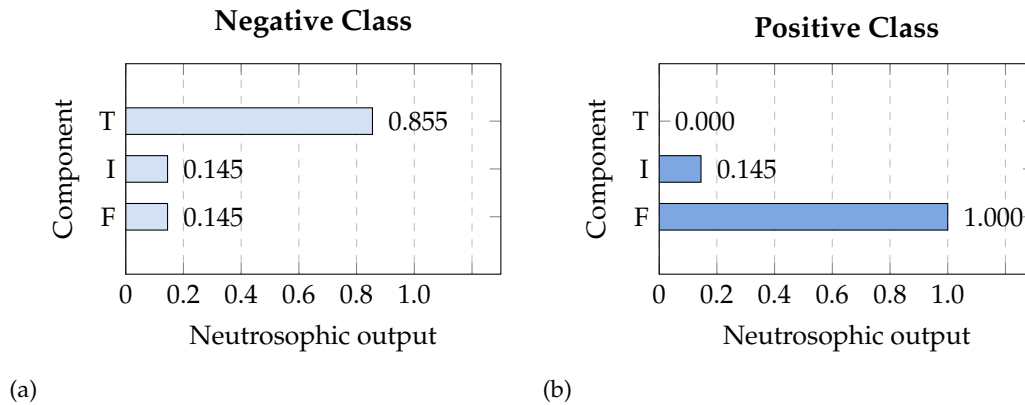 Negative Class
Component
T
0.855
I
0.145
F
0.145
0 0.2 0.4 0.6 0.8 1.0
Neutrosophic output
(a)
Positive Class
Component
T
0.000
I
0.145
F
1.000
0 0.2 0.4 0.6 0.8 1.0
Neutrosophic output
(b)